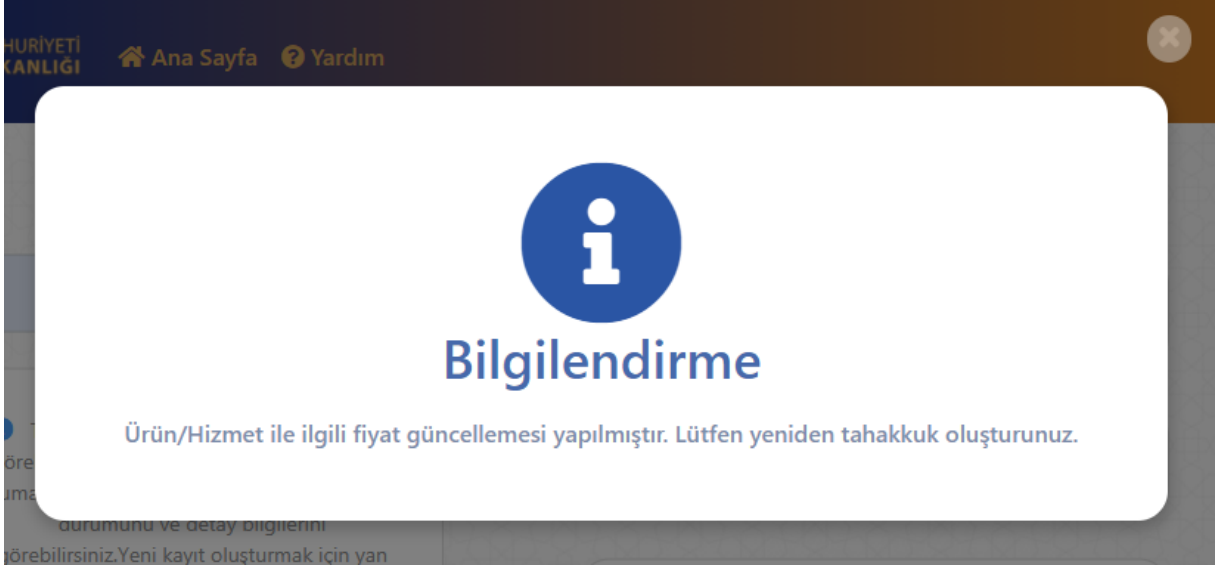 HURİYETİ
KANLIĞI
Ana Sayfa
Yardım
Bilgilendirme
Ürün/Hizmet ile ilgili fiyat güncellemesi yapılmıştır. Lütfen yeniden tahakkuk oluşturunuz.
durumunu ve detay bilgilerini
görebilirsiniz.Yeni kayıt oluşturmak için yan